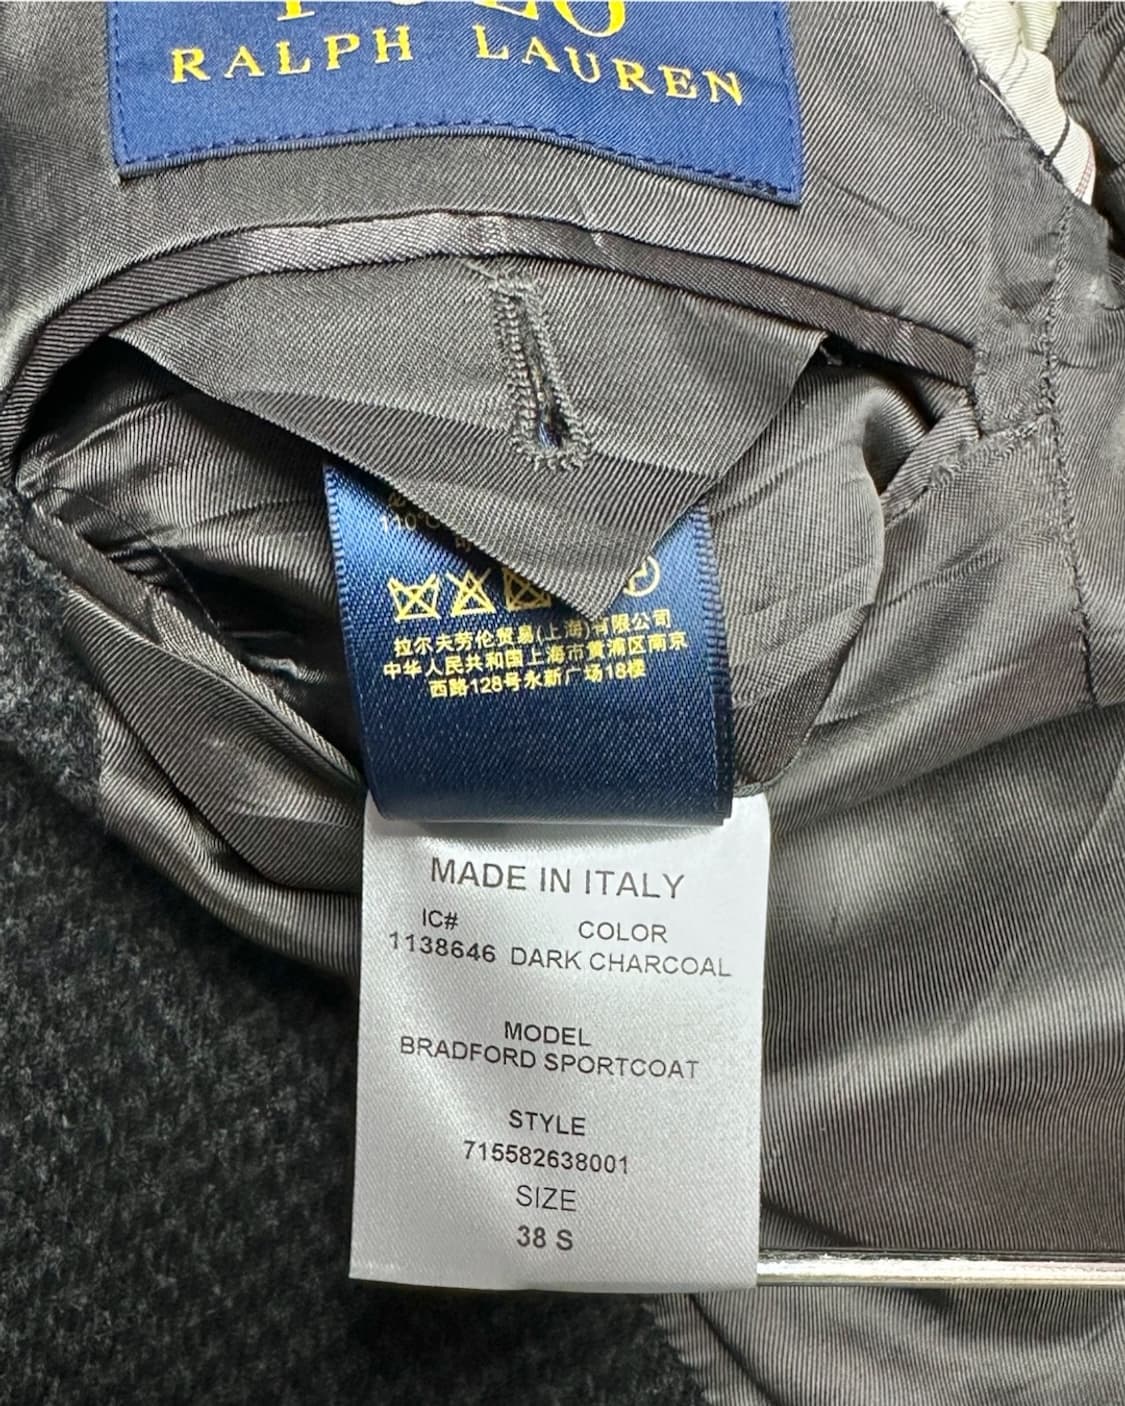 POLO
RALPH LAUREN
110°C
拉尔夫劳伦贸易(上海)有限公司
中华人民共和国上海市黄浦区南京
西路128号永新广场18楼
MADE IN ITALY
IC# COLOR
1138646 DARK CHARCOAL
MODEL
BRADFORD SPORTCOAT
STYLE
715582638001
SIZE
38 S